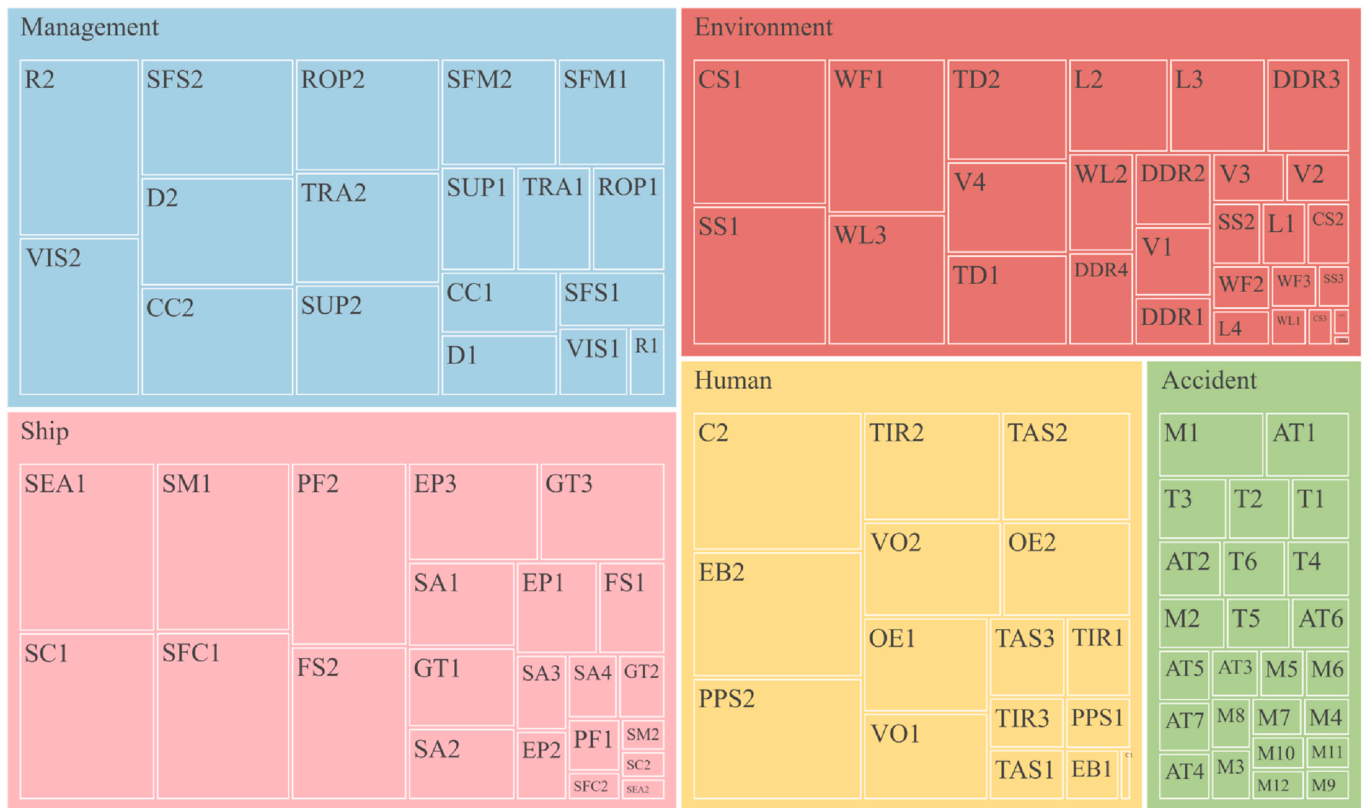 Management
R2
SFS2
ROP2
SFM2
SFM1
VIS2
D2
TRA2
SUP1
TRA1
ROP1
CC2
SUP2
CC1
SFS1
D1
VIS1
R1
Environment
CS1
WF1
TD2
L2
L3
DDR3
SS1
WL3
V4
WL2
DDR2
V3
V2
TD1
DDR4
V1
SS2
L1
CS2
DDR1
WF2
WF3
SS3
L4
WL1
CS3
Ship
SEA1
SM1
PF2
EP3
GT3
SC1
SFC1
FS2
SA1
EP1
FS1
GT1
SA3
SA4
GT2
SA2
EP2
PF1
SM2
SC2
SFC2
SEA2
Human
C2
TIR2
TAS2
EB2
VO2
OE2
PPS2
OE1
TAS3
TIR1
VO1
TIR3
PPS1
TAS1
EB1
C1
Accident
M1
AT1
T3
T2
T1
AT2
T6
T4
M2
T5
AT6
AT5
AT3
M5
M6
AT7
M8
M7
M4
AT4
M3
M10
M11
M12
M9